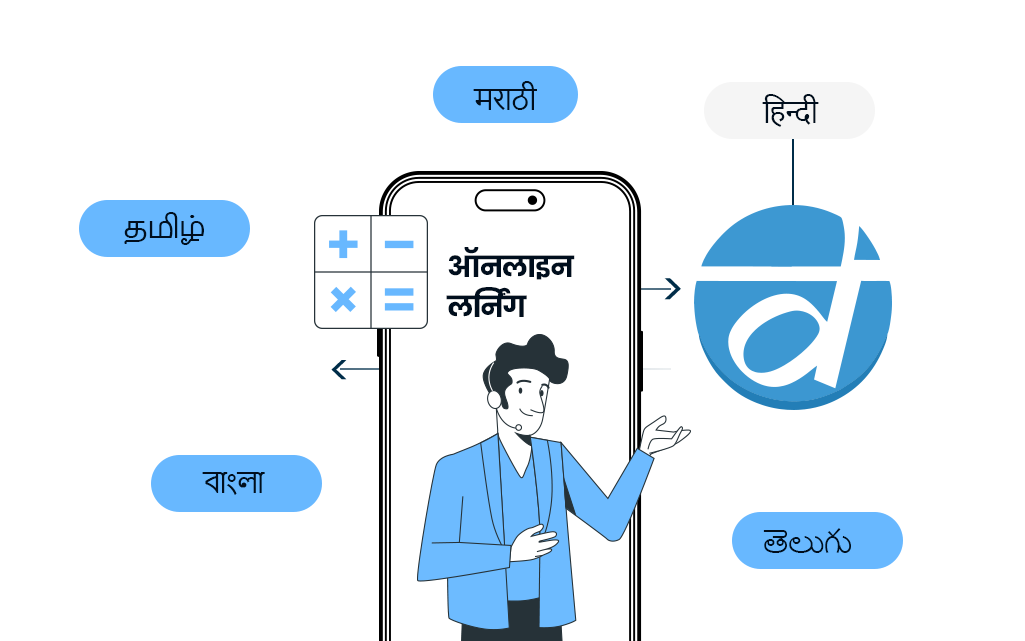 मराठी
हिन्दी
தமிழ்
ऑनलाइन
लर्निंग
বাংলা
తెలుగు